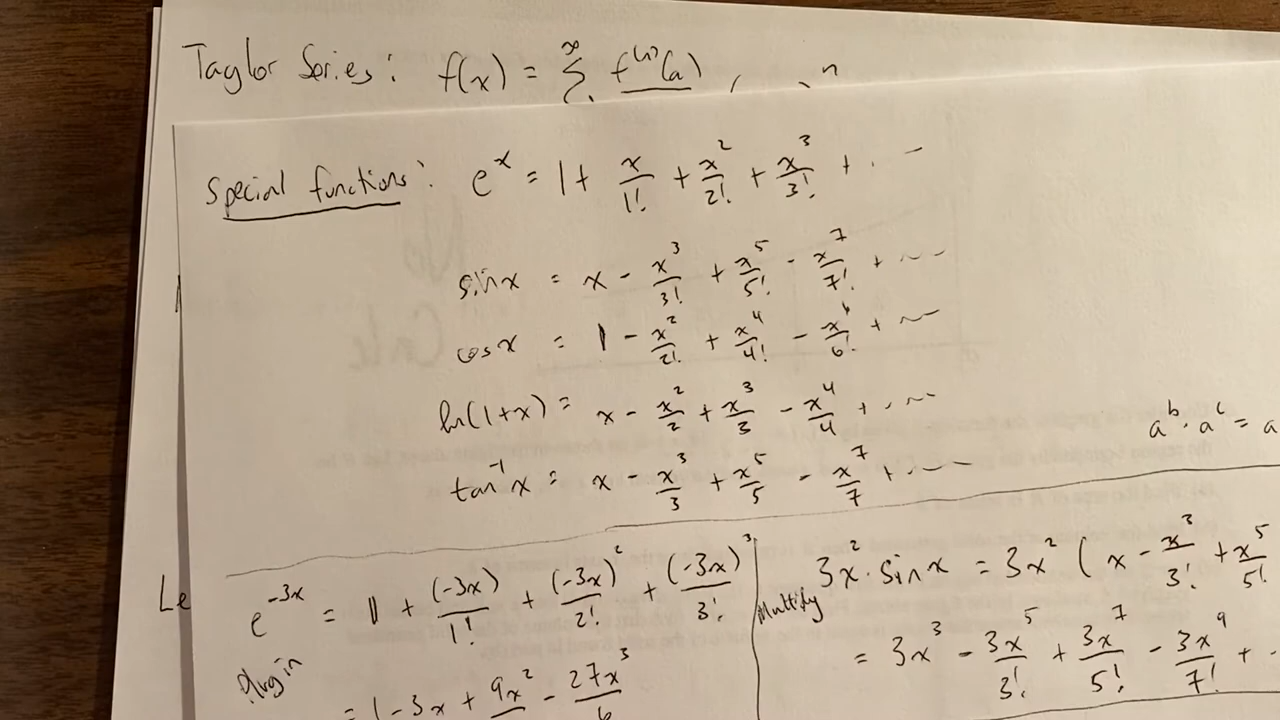 Taylor Series: f(x) = ∞ Σ f⁽ⁿ⁾(a) n
Special functions: eˣ = 1 + x/1! + x²/2! + x³/3! + . —
sin x = x - x³/3! + x⁵/5! - x⁷/7! + ...
cos x = 1 - x²/2! + x⁴/4! - x⁶/6! + ...
ln(1+x) = x - x²/2 + x³/3 - x⁴/4 + ...
aᵇ · aᶜ = a
tan⁻¹x = x - x³/3 + x⁵/5 - x⁷/7 + ...
Le
e⁻³ˣ = 1 + (-3x)/1! + (-3x)²/2! + (-3x)³/3!
Plug in
= 1 - 3x + 9x² - 27x³/6
3x² · sin x = 3x² ( x - x³/3! + x⁵/5!
Multiply
= 3x³ - 3x⁵/3! + 3x⁷/5! - 3x⁹/7! + .